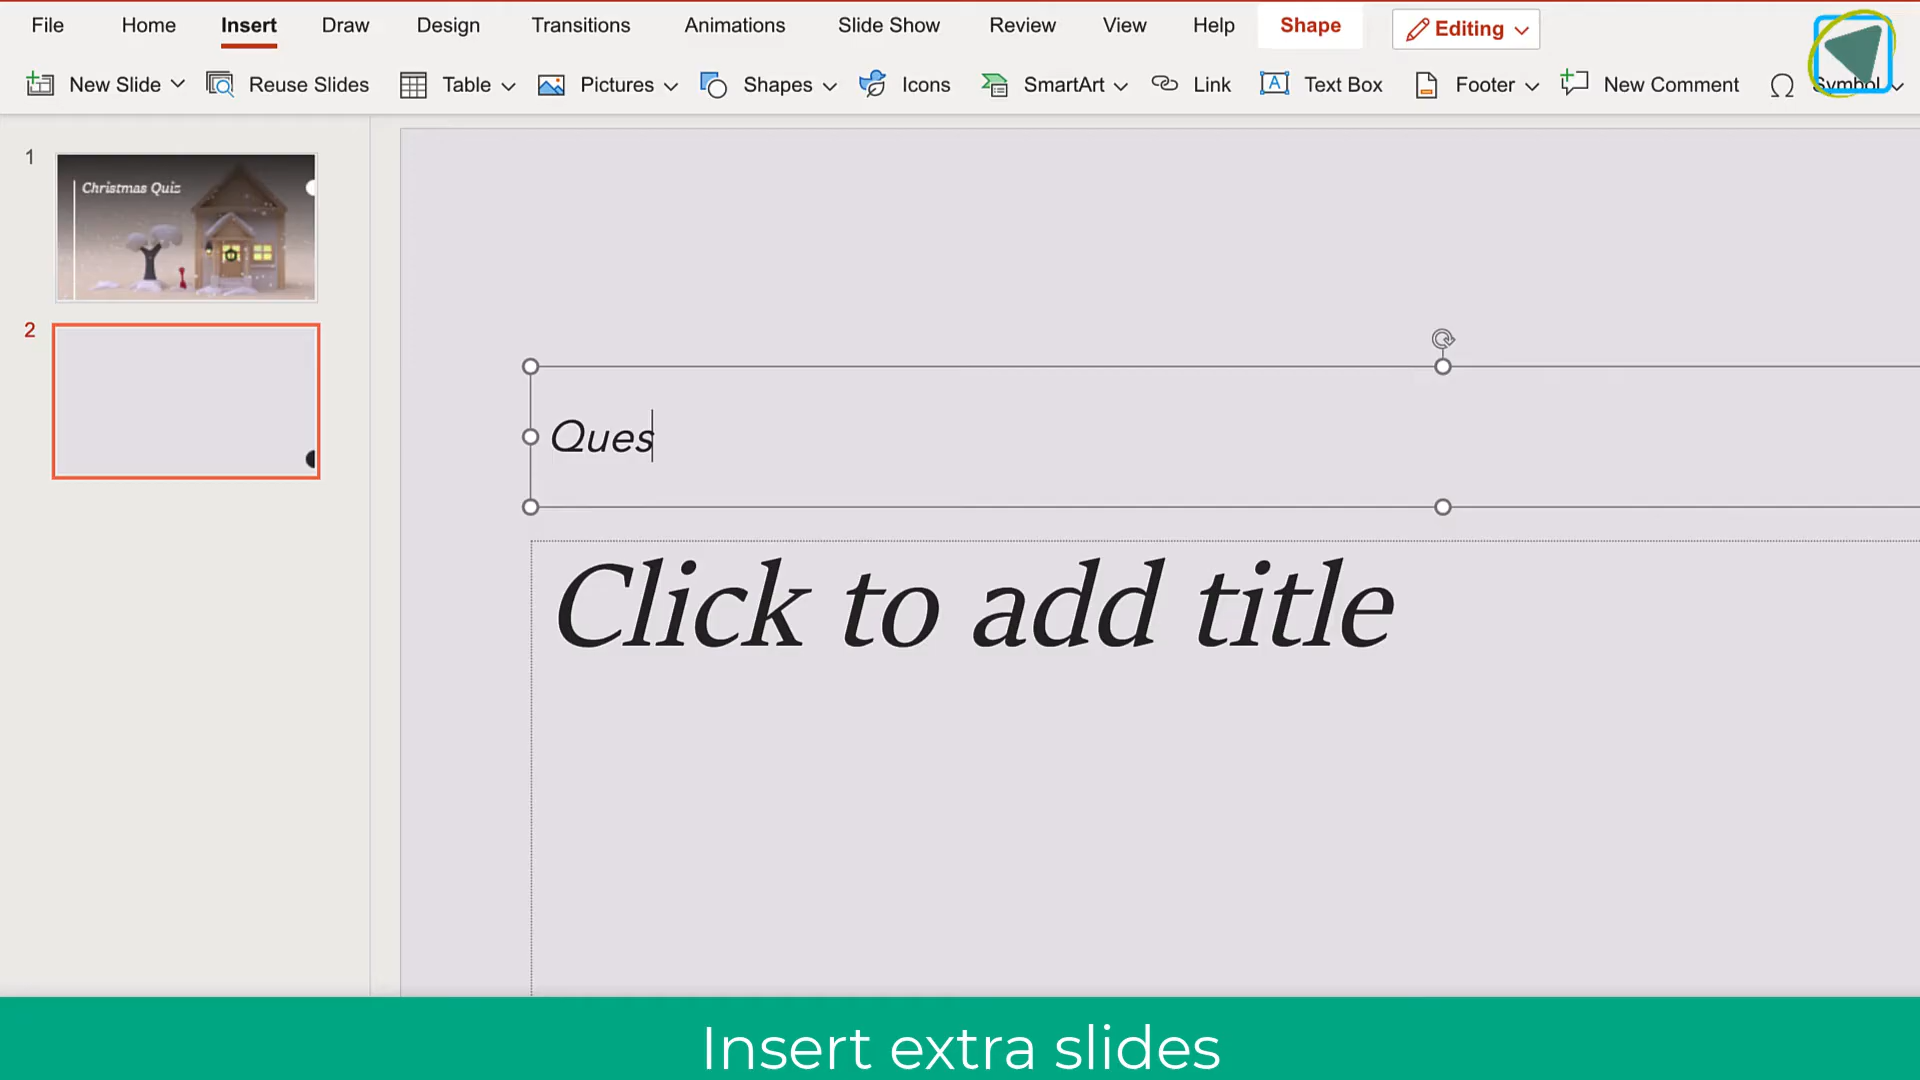 File Home Insert Draw Design Transitions Animations Slide Show Review View Help Shape Editing
New Slide Reuse Slides Table Pictures Shapes Icons SmartArt Link Text Box Footer New Comment Symbol
1
Christmas Quiz
2
Ques
Click to add title
Insert extra slides